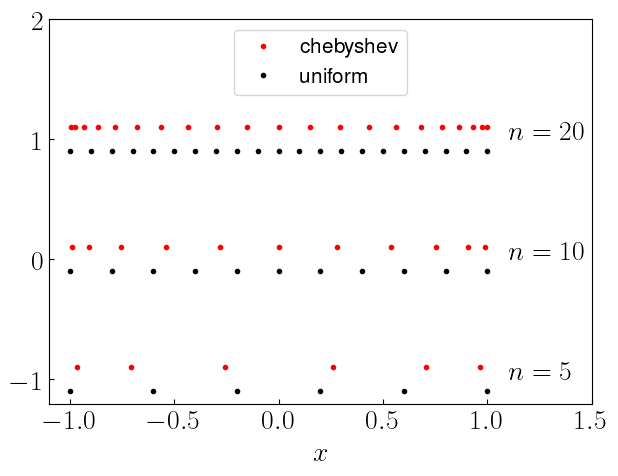 2
chebyshev
uniform
1
n = 20
0
n = 10
−1
n = 5
−1.0 −0.5 0.0 0.5 1.0 1.5
x